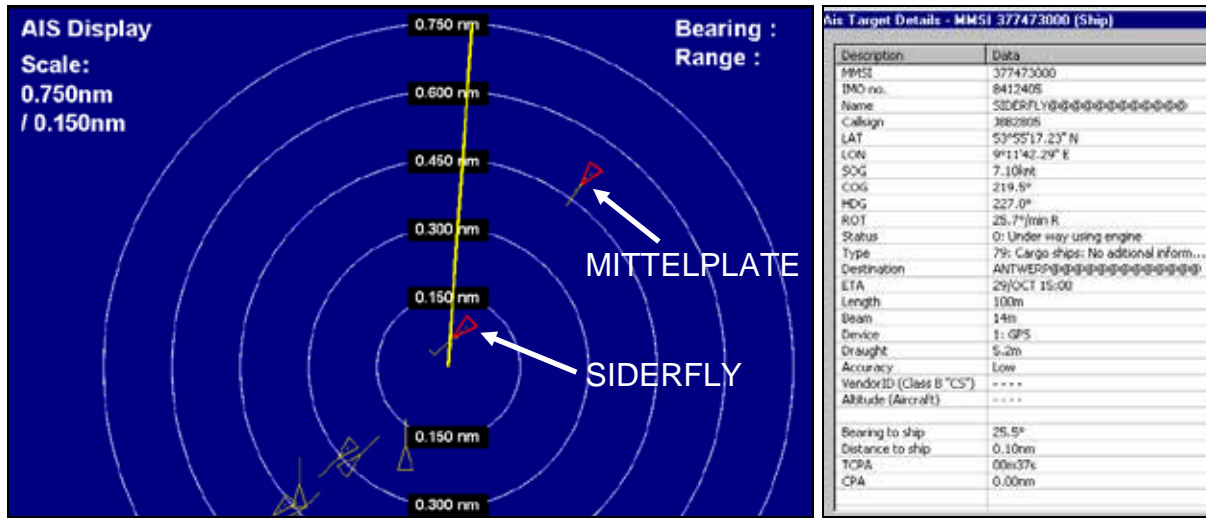 AIS Display
Scale:
0.750nm
/ 0.150nm
Bearing :
Range :
0.750 nm
0.600 nm
0.450 nm
0.300 nm
0.150 nm
0.150 nm
0.300 nm
MITTELPLATE
SIDERFLY
Ais Target Details - MMSI 377473000 (Ship)
Description Data
MMSI 377473000
IMO no. 8412405
Name SIDERFLY@@@@@@@@@@@@
Callsign J8B2805
LAT 53°55'17.23" N
LON 9°11'42.29" E
SOG 7.10knt
COG 219.5°
HDG 227.0°
ROT 25.7°/min R
Status 0: Under way using engine
Type 79: Cargo ships: No aditional inform...
Destination ANTWERP@@@@@@@@@@@@@
ETA 29/OCT 15:00
Length 100m
Beam 14m
Device 1: GPS
Draught 5.2m
Accuracy Low
VendorID (Class B "CS") - - - -
Altitude (Aircraft) - - - -
Bearing to ship 25.5°
Distance to ship 0.10nm
TCPA 00m37s
CPA 0.00nm